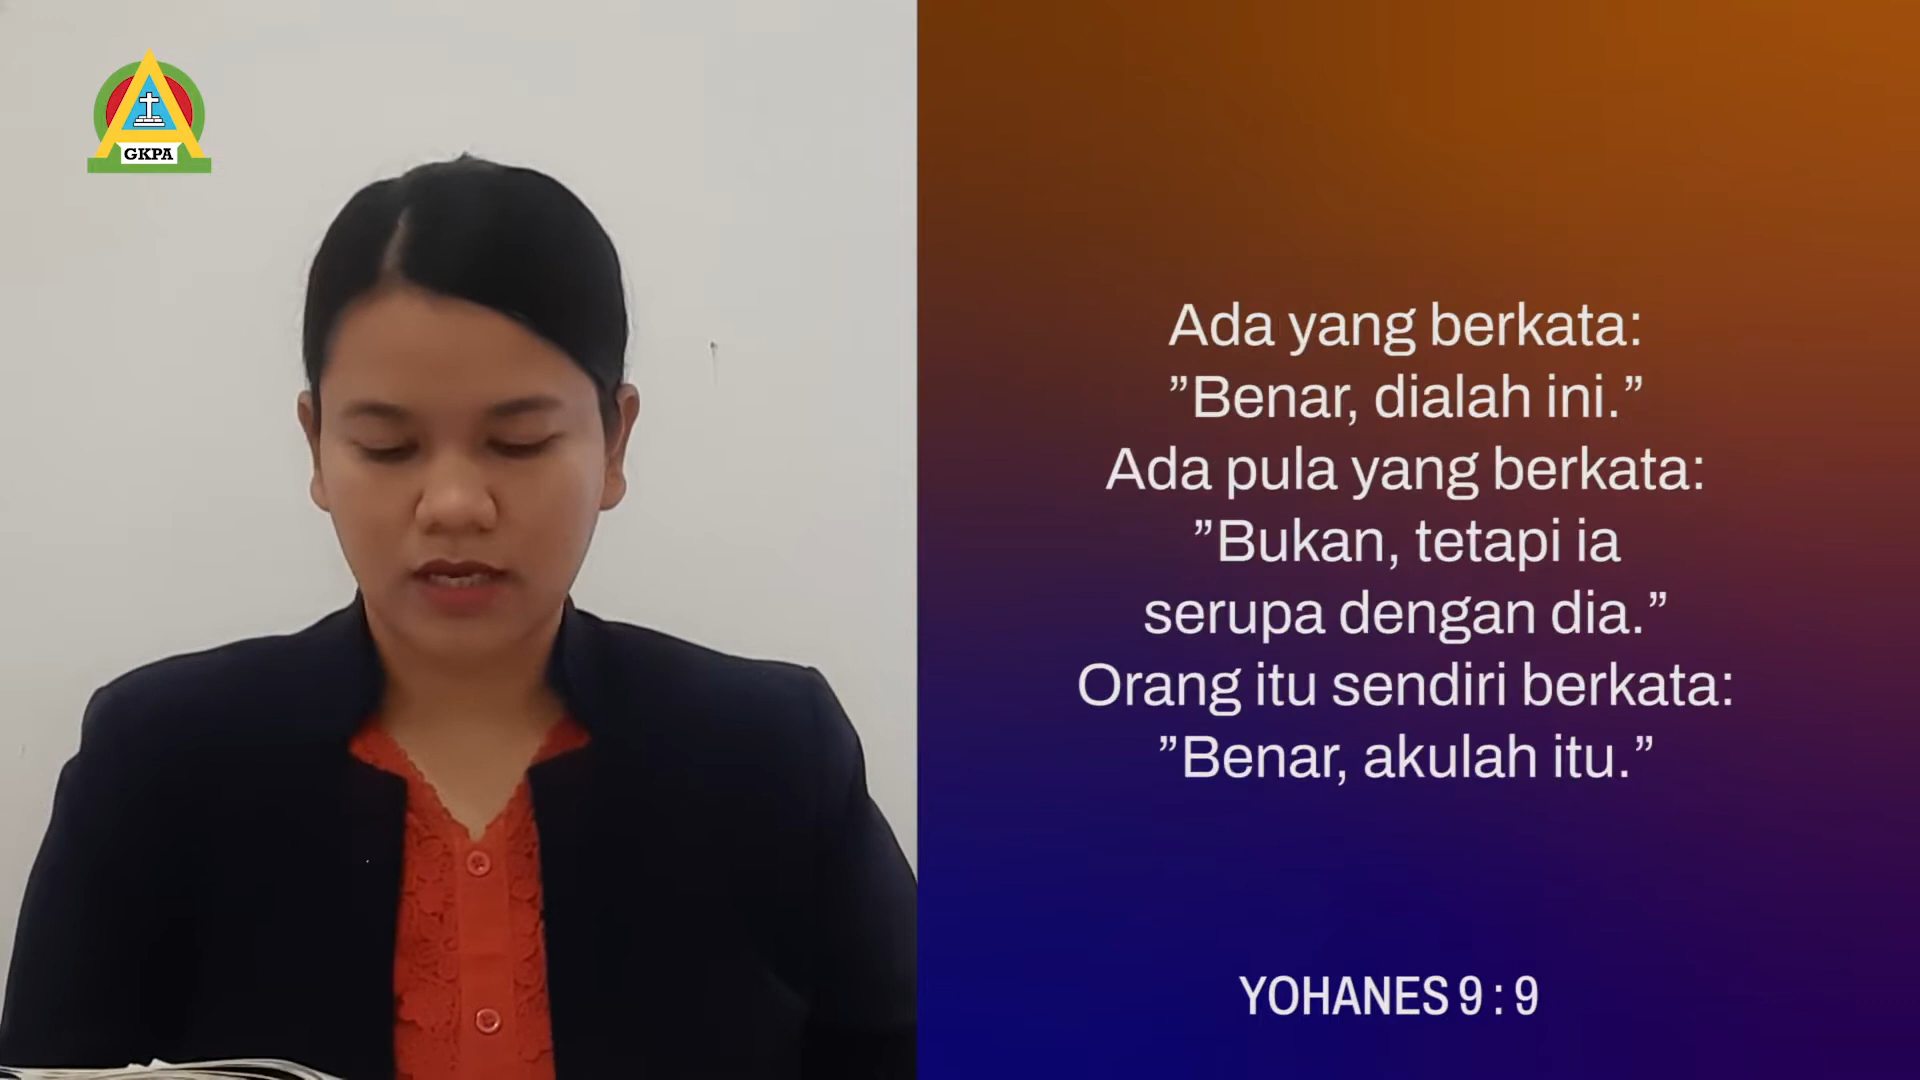 GKPA
Ada yang berkata:
”Benar, dialah ini.”
Ada pula yang berkata:
”Bukan, tetapi ia
serupa dengan dia.”
Orang itu sendiri berkata:
”Benar, akulah itu.”
YOHANES 9 : 9